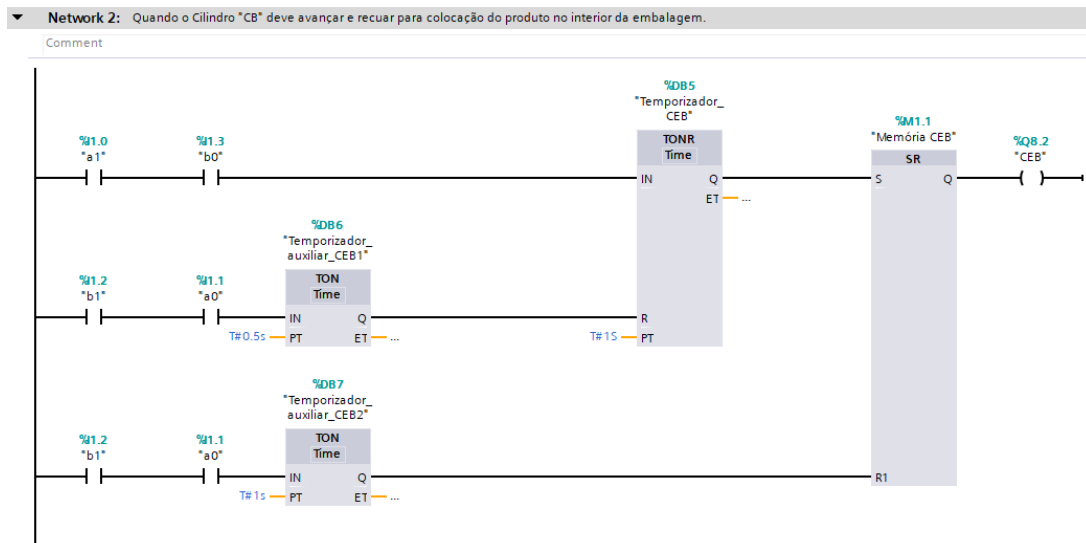 Network 2: Quando o Cilindro "CB" deve avançar e recuar para colocação do produto no interior da embalagem.
Comment
%DB5
"Temporizador_
CEB"
TONR
Time
%M1.1
"Memória CEB"
SR
%Q8.2
"CEB"
%I1.0
"a1"
%I1.3
"b0"
IN Q
ET ...
S Q
%DB6
"Temporizador_
auxiliar_CEB1"
TON
Time
%I1.2
"b1"
%I1.1
"a0"
IN Q
T#0.5s PT ET ...
R
T#1S PT
%DB7
"Temporizador_
auxiliar_CEB2"
TON
Time
%I1.2
"b1"
%I1.1
"a0"
IN Q
T#1s PT ET ...
R1